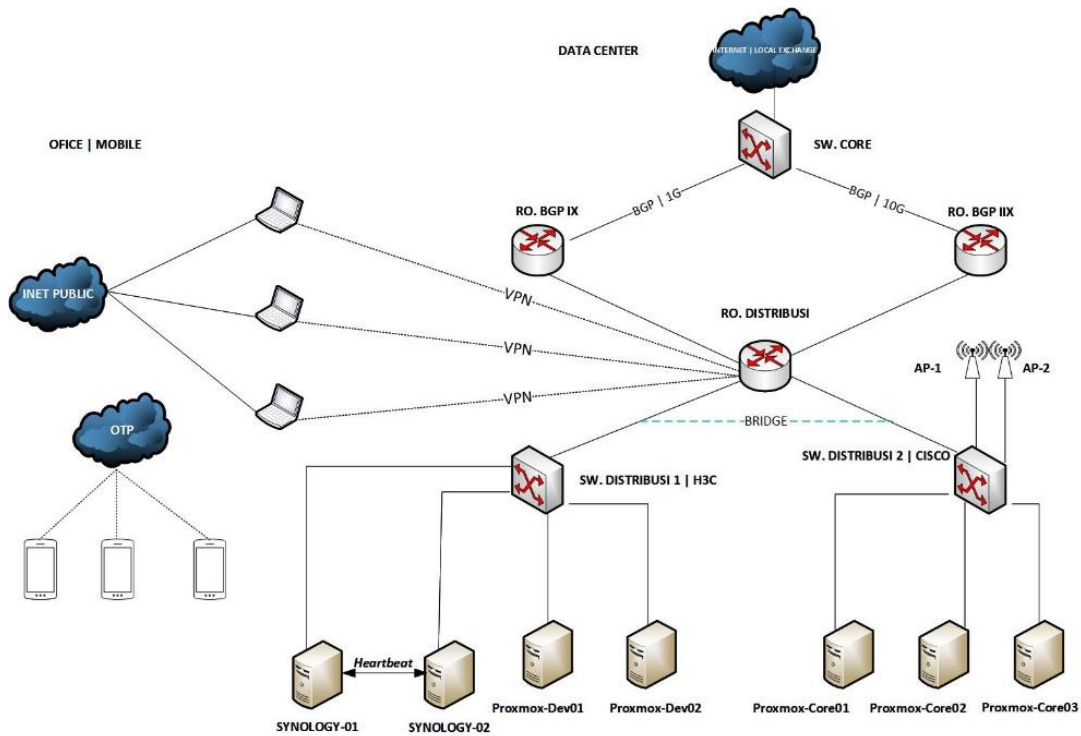 DATA CENTER
INTERNET | LOCAL EXCHANGE
OFICE | MOBILE
SW. CORE
BGP | 1G
BGP | 10G
RO. BGP IX
RO. BGP IIX
INET PUBLIC
VPN
VPN
VPN
RO. DISTRIBUSI
AP-1
AP-2
OTP
BRIDGE
SW. DISTRIBUSI 1 | H3C
SW. DISTRIBUSI 2 | CISCO
Heartbeat
SYNOLOGY-01
SYNOLOGY-02
Proxmox-Dev01
Proxmox-Dev02
Proxmox-Core01
Proxmox-Core02
Proxmox-Core03